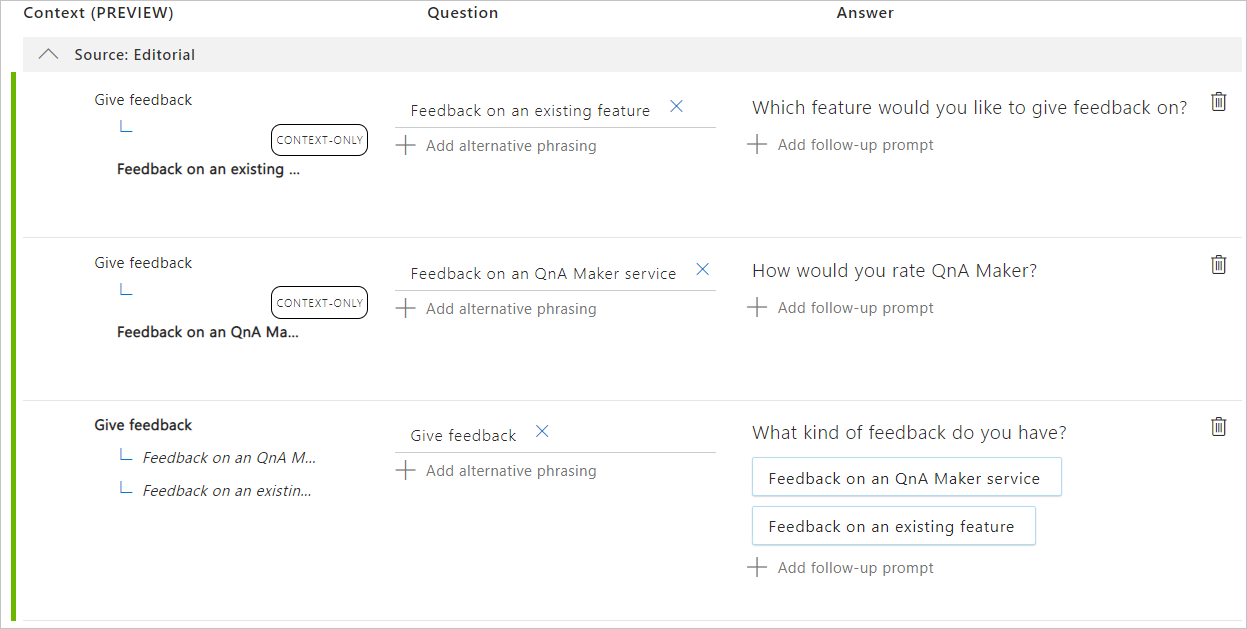 Context (PREVIEW)
Question
Answer
Source: Editorial
Give feedback
CONTEXT-ONLY
Feedback on an existing ...
Feedback on an existing feature
Add alternative phrasing
Which feature would you like to give feedback on?
Add follow-up prompt
Give feedback
CONTEXT-ONLY
Feedback on an QnA Ma...
Feedback on an QnA Maker service
Add alternative phrasing
How would you rate QnA Maker?
Add follow-up prompt
Give feedback
Feedback on an QnA M...
Feedback on an existin...
Give feedback
Add alternative phrasing
What kind of feedback do you have?
Feedback on an QnA Maker service
Feedback on an existing feature
Add follow-up prompt